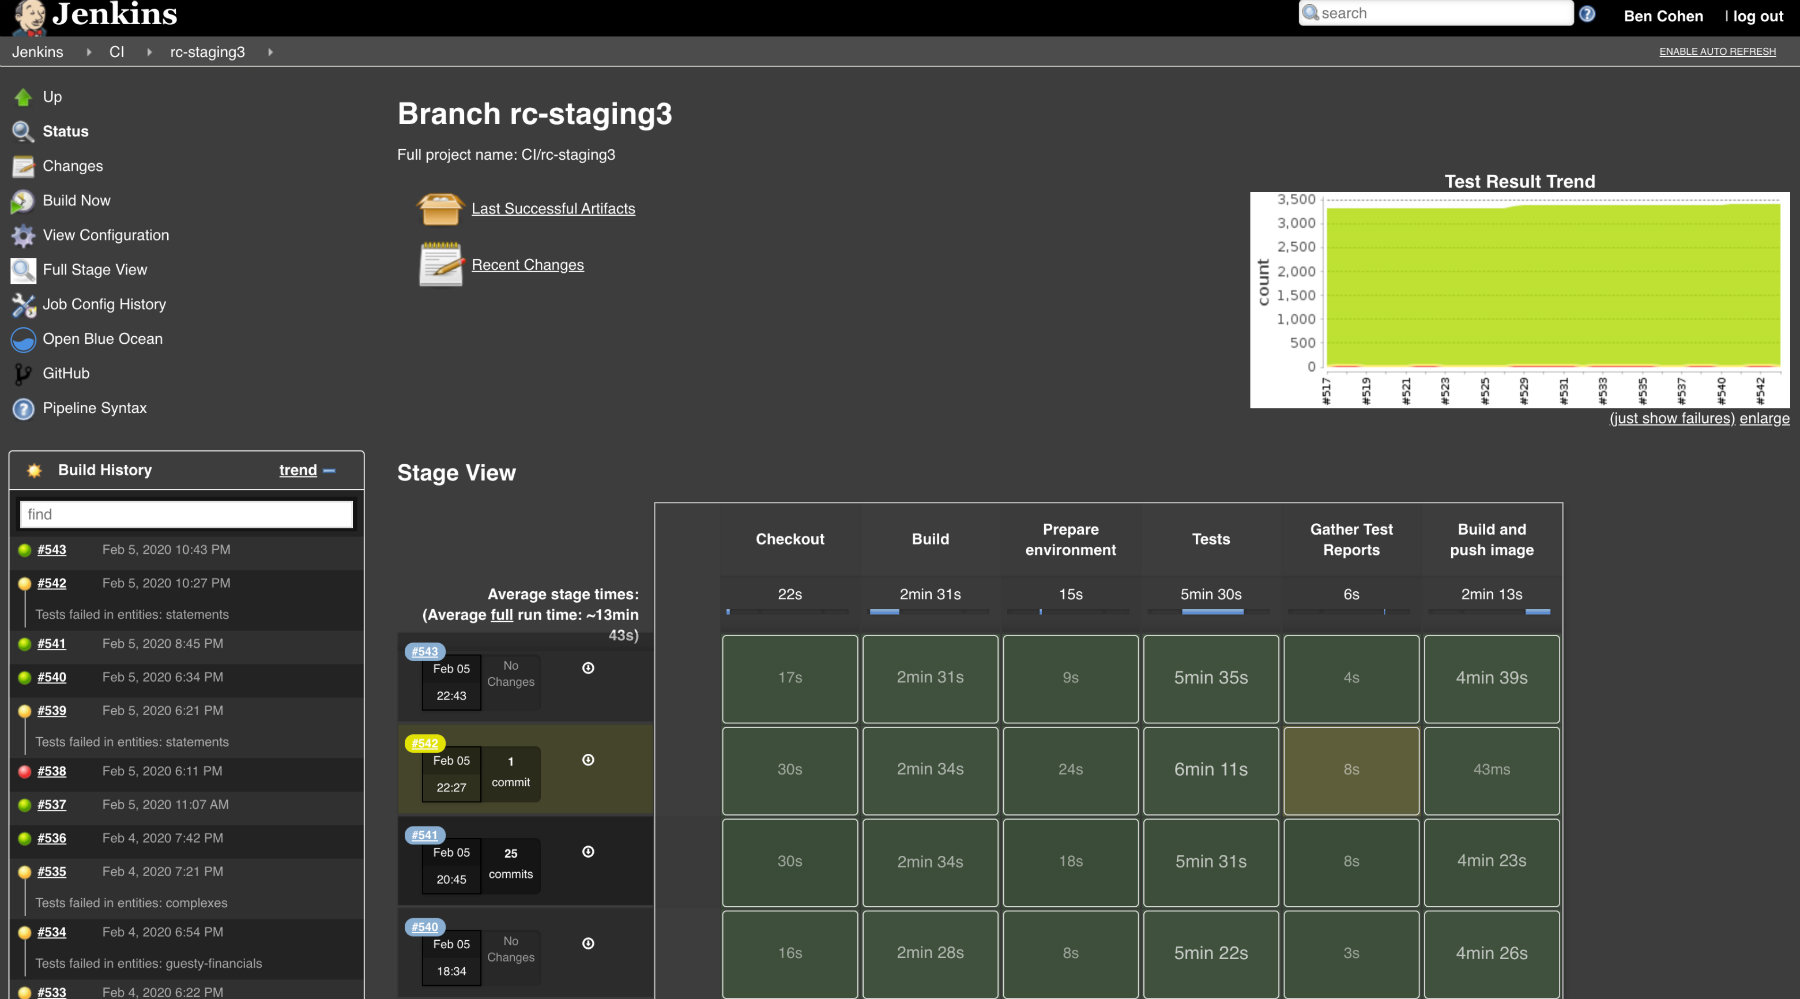 Jenkins
search
Ben Cohen | log out
Jenkins CI rc-staging3
ENABLE AUTO REFRESH
Up
Status
Changes
Build Now
View Configuration
Full Stage View
Job Config History
Open Blue Ocean
GitHub
Pipeline Syntax
Branch rc-staging3
Full project name: CI/rc-staging3
Last Successful Artifacts
Recent Changes
Test Result Trend
3,500
3,000
2,500
2,000
1,500
1,000
500
0
count
#517 #519 #521 #523 #525 #529 #531 #533 #535 #537 #540 #542
(just show failures) enlarge
Build History trend
find
#543 Feb 5, 2020 10:43 PM
#542 Feb 5, 2020 10:27 PM
Tests failed in entities: statements
#541 Feb 5, 2020 8:45 PM
#540 Feb 5, 2020 6:34 PM
#539 Feb 5, 2020 6:21 PM
Tests failed in entities: statements
#538 Feb 5, 2020 6:11 PM
#537 Feb 5, 2020 11:07 AM
#536 Feb 4, 2020 7:42 PM
#535 Feb 4, 2020 7:21 PM
Tests failed in entities: complexes
#534 Feb 4, 2020 6:54 PM
Tests failed in entities: guesty-financials
#533 Feb 4, 2020 6:22 PM
Stage View
Checkout
Build
Prepare
environment
Tests
Gather Test
Reports
Build and
push image
Average stage times:
(Average full run time: ~13min
43s)
22s 2min 31s 15s 5min 30s 6s 2min 13s
#543
Feb 05
22:43
No
Changes
17s 2min 31s 9s 5min 35s 4s 4min 39s
#542
Feb 05
22:27
1
commit
30s 2min 34s 24s 6min 11s 8s 43ms
#541
Feb 05
20:45
25
commits
30s 2min 34s 18s 5min 31s 8s 4min 23s
#540
Feb 05
18:34
No
Changes
16s 2min 28s 8s 5min 22s 3s 4min 26s